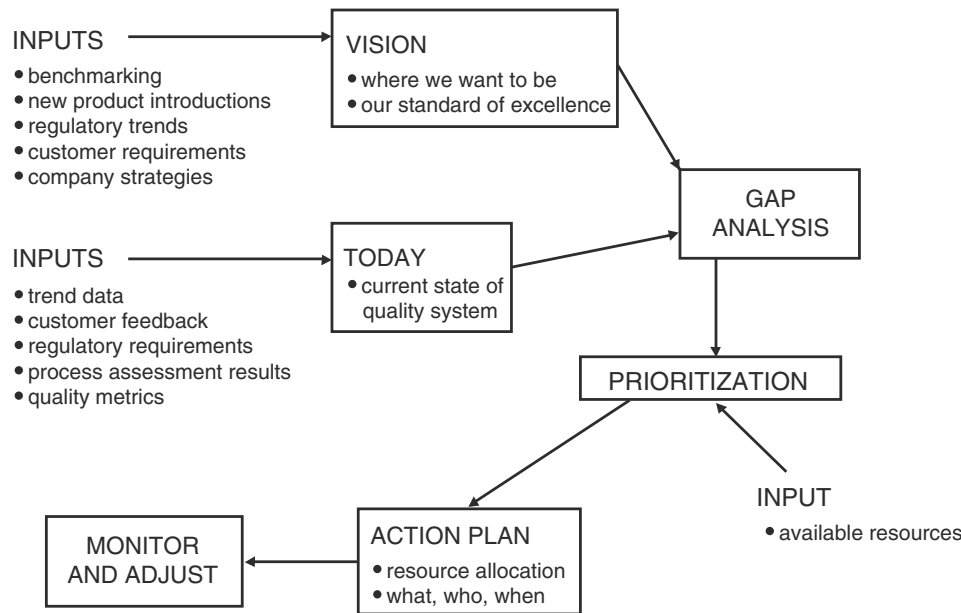 INPUTS
• benchmarking
• new product introductions
• regulatory trends
• customer requirements
• company strategies
VISION
• where we want to be
• our standard of excellence
GAP
ANALYSIS
INPUTS
• trend data
• customer feedback
• regulatory requirements
• process assessment results
• quality metrics
TODAY
• current state of
quality system
PRIORITIZATION
INPUT
• available resources
ACTION PLAN
• resource allocation
• what, who, when
MONITOR
AND ADJUST